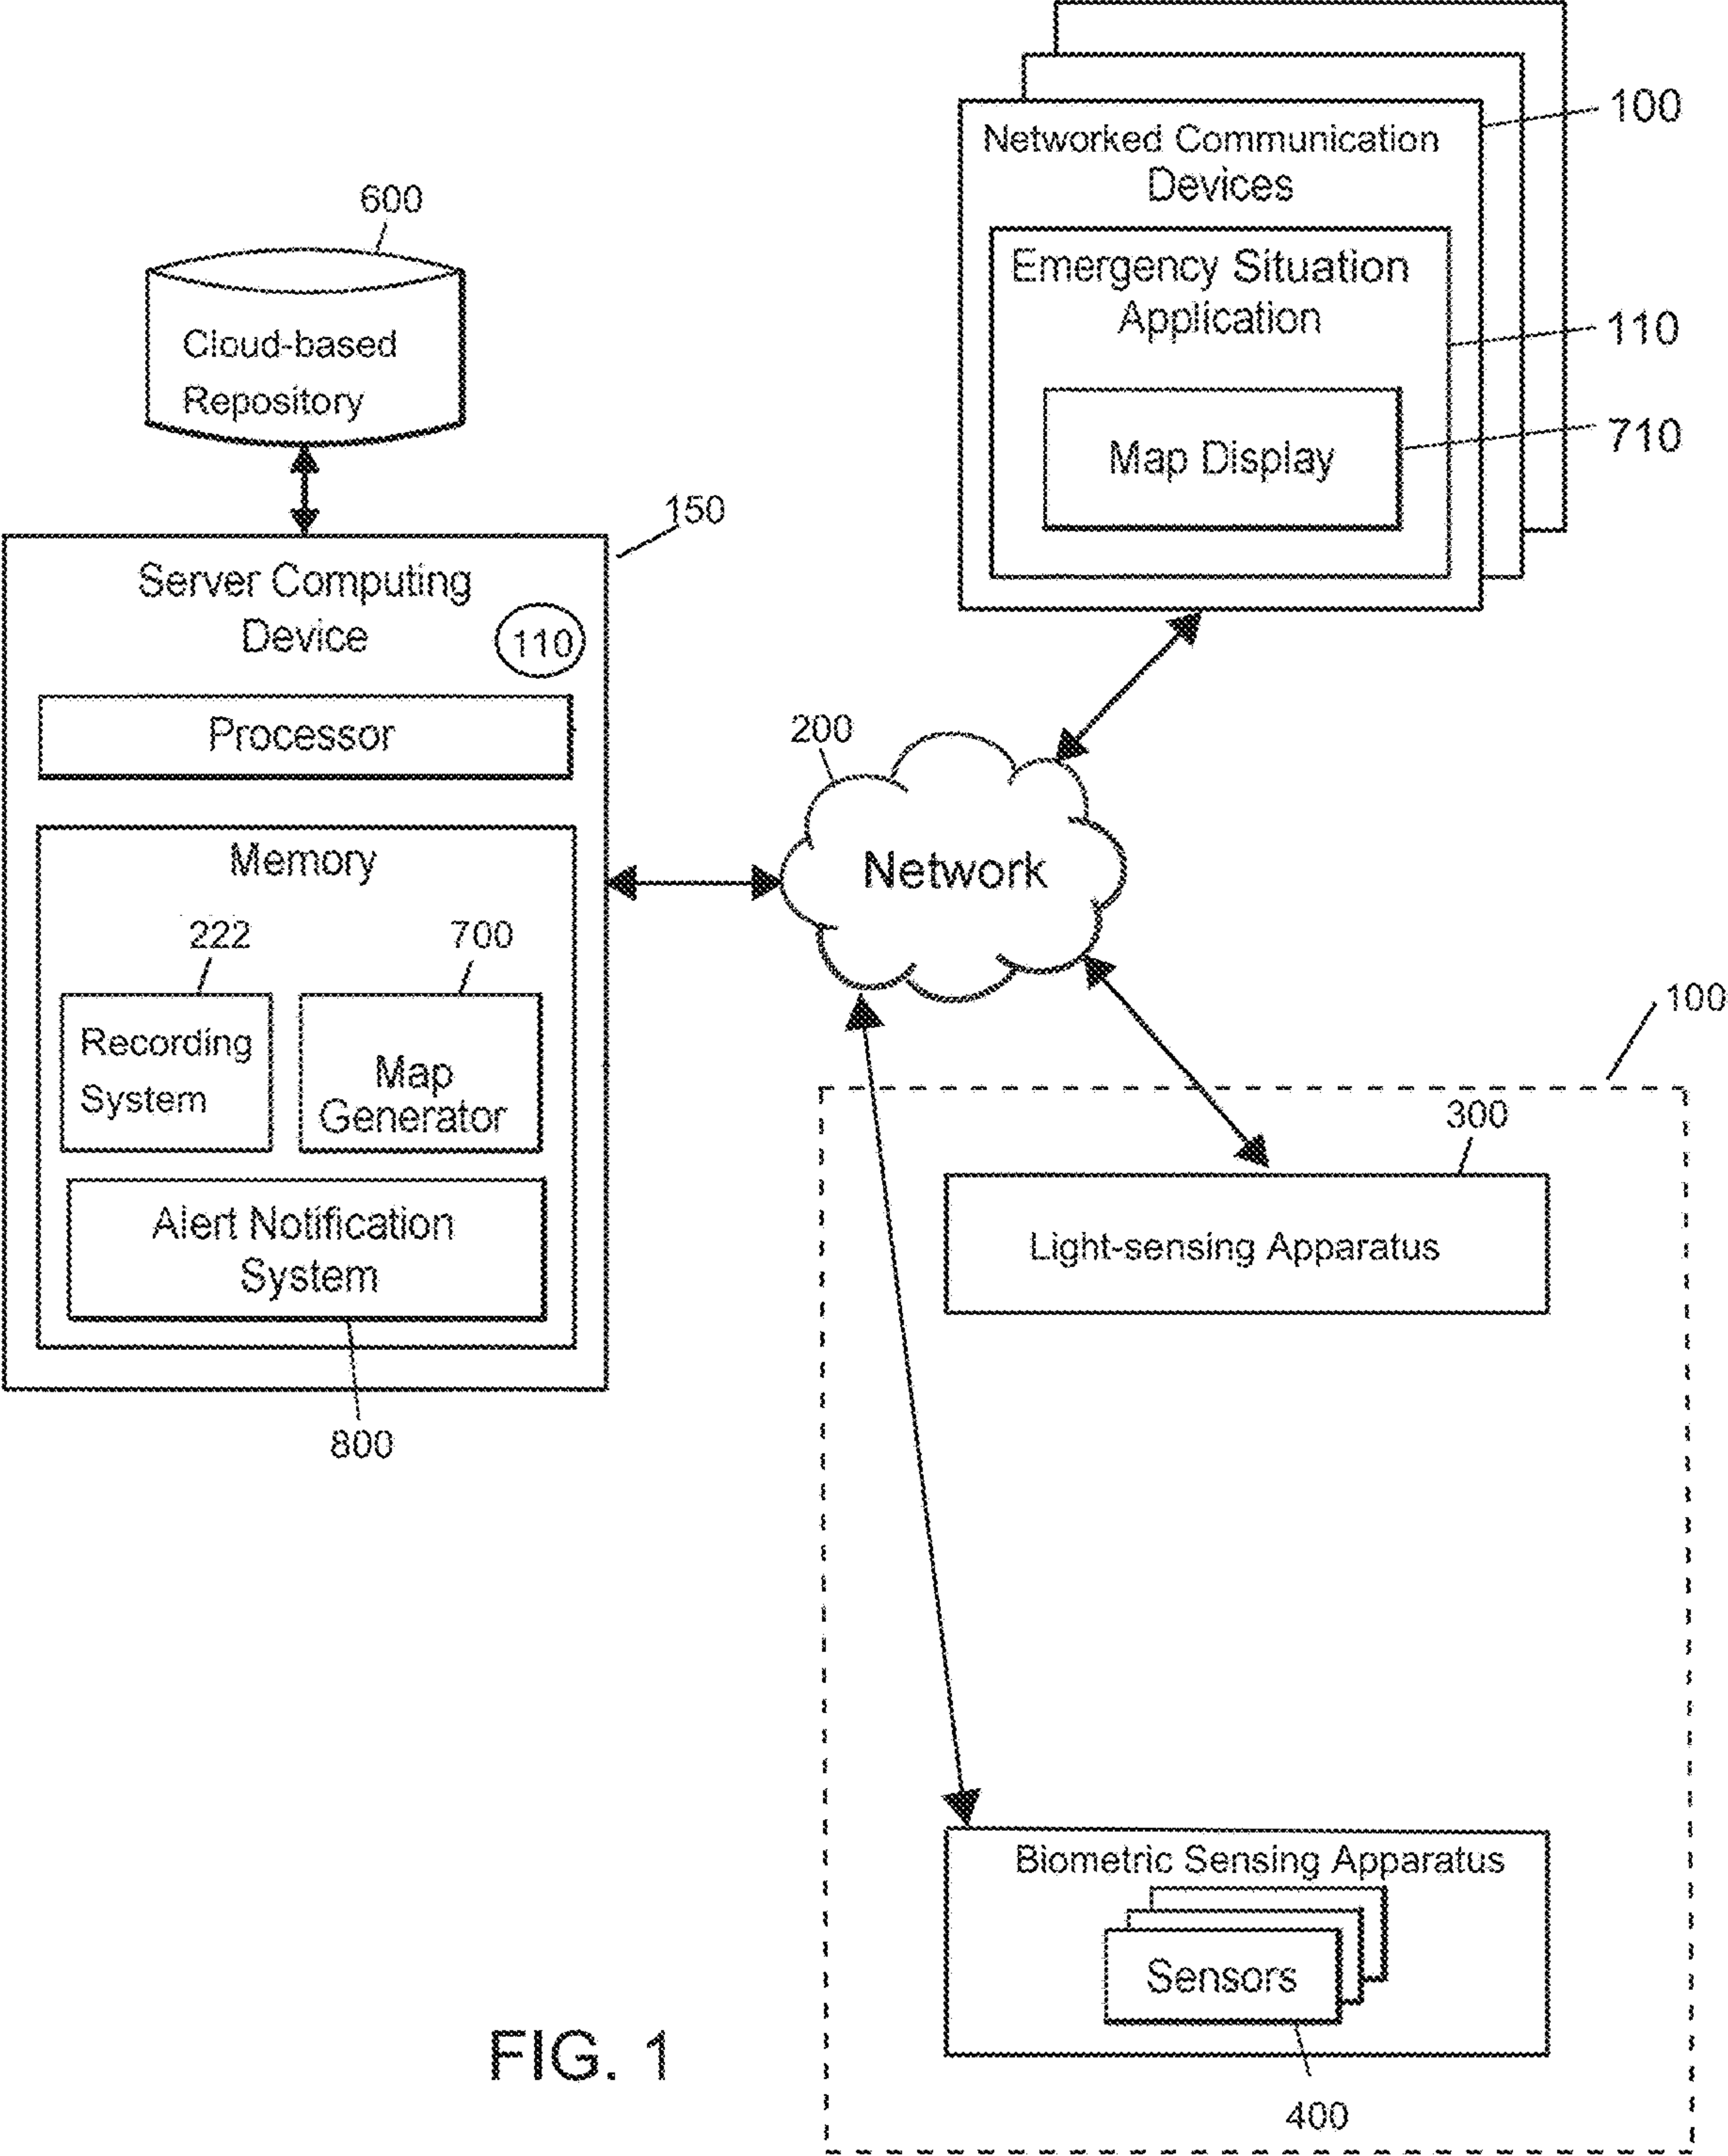 100
Networked Communication
Devices
Emergency Situation
Application
110
Map Display
710
600
Cloud-based
Repository
150
Server Computing
Device
110
Processor
Memory
222
700
Recording
System
Map
Generator
Alert Notification
System
800
200
Network
100
300
Light-sensing Apparatus
Biometric Sensing Apparatus
Sensors
400
FIG. 1